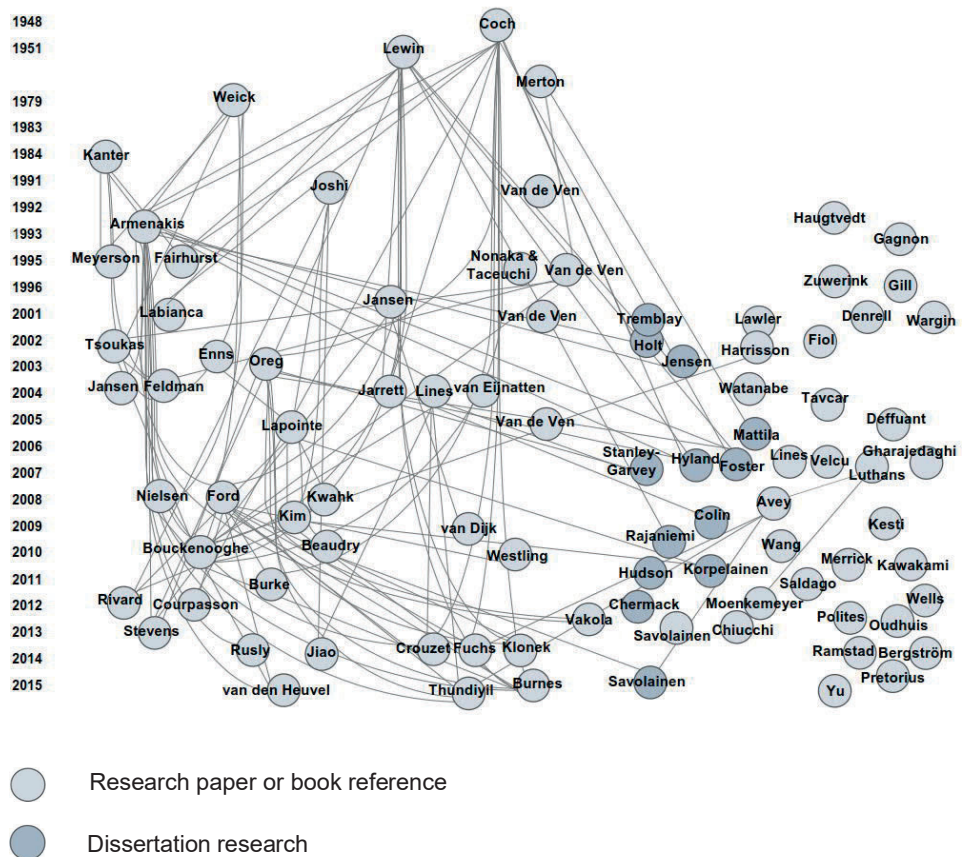 1948
Coch
1951
Lewin
Merton
Weick
1979
1983
1984
Kanter
1991
Joshi
Van de Ven
1992
Haugtvedt
Armenakis
1993
Gagnon
1995
Meyerson
Fairhurst
Nonaka &
Taceuchi
Van de Ven
1996
Zuwerink
Gill
Jansen
2001
Labianca
Van de Ven
Tremblay
Lawler
Denrell
Wargin
2002
Tsoukas
Enns
Oreg
Holt
Harrisson
Fiol
2003
Jensen
2004
Jansen
Feldman
Jarrett
Lines
van Eijnatten
Watanabe
Tavcar
2005
Lapointe
Van de Ven
Mattila
Deffuant
2006
Stanley-
Garvey
Hyland
Foster
Lines
Velcu
Gharajedaghi
Luthans
2007
2008
Nielsen
Ford
Kwahk
Avey
2009
Kim
van Dijk
Colin
Rajaniemi
Kesti
2010
Bouckenooghe
Beaudry
Westling
Wang
Merrick
Kawakami
2011
Burke
Hudson
Korpelainen
Saldago
2012
Rivard
Courpasson
Chermack
Moenkemeyer
Wells
Vakola
Polites
Oudhuis
2013
Stevens
Savolainen
Chiucchi
2014
Rusly
Jiao
Crouzet
Fuchs
Klonek
Ramstad
Bergström
2015
van den Heuvel
Thundiyil
Burnes
Savolainen
Pretorius
Yu
Research paper or book reference
Dissertation research